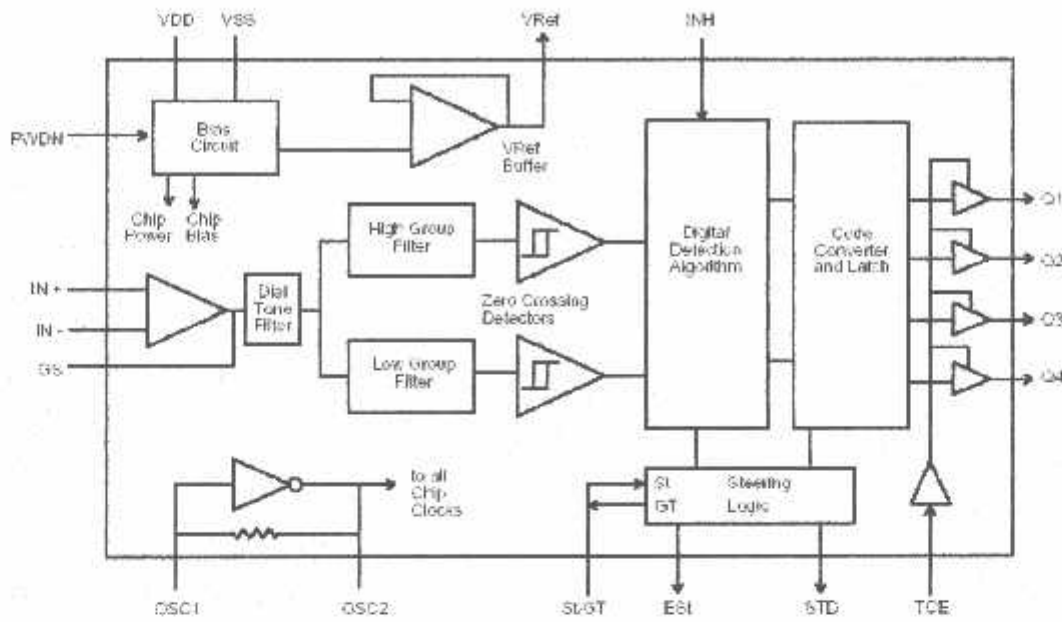 VDD
VSS
VRef
INH
PWDN
Bias
Circuit
VRef
Buffer
Chip
Power
Chip
Bias
High Group
Filter
Digital
Detection
Algorithm
Code
Converter
and Latch
Q1
Q2
Q3
Q4
IN +
IN -
GS
Dial
Tone
Filter
Zero Crossing
Detectors
Low Group
Filter
to all
Chip
Clocks
St
GT
Steering
Logic
OSC1
OSC2
St/GT
ESt
STD
TOE